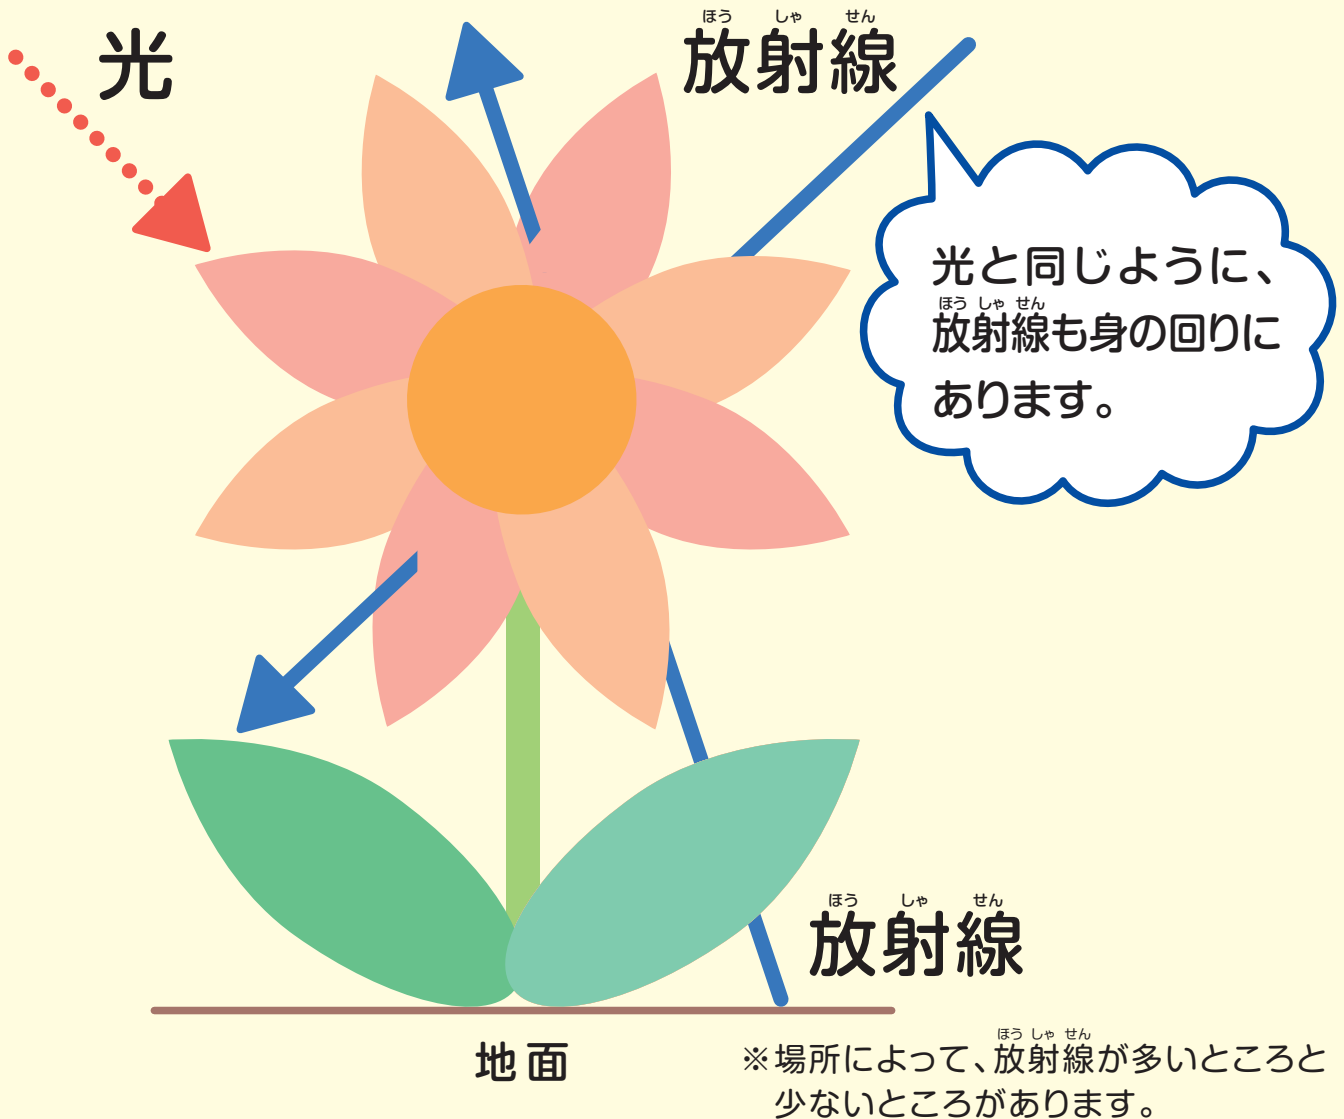 光
ほう しゃ せん
放射線
光と同じように、
ほう しゃ せん
放射線も身の回りに
あります。
ほう しゃ せん
放射線
地面
ほう しゃ せん
※場所によって、放射線が多いところと
少ないところがあります。